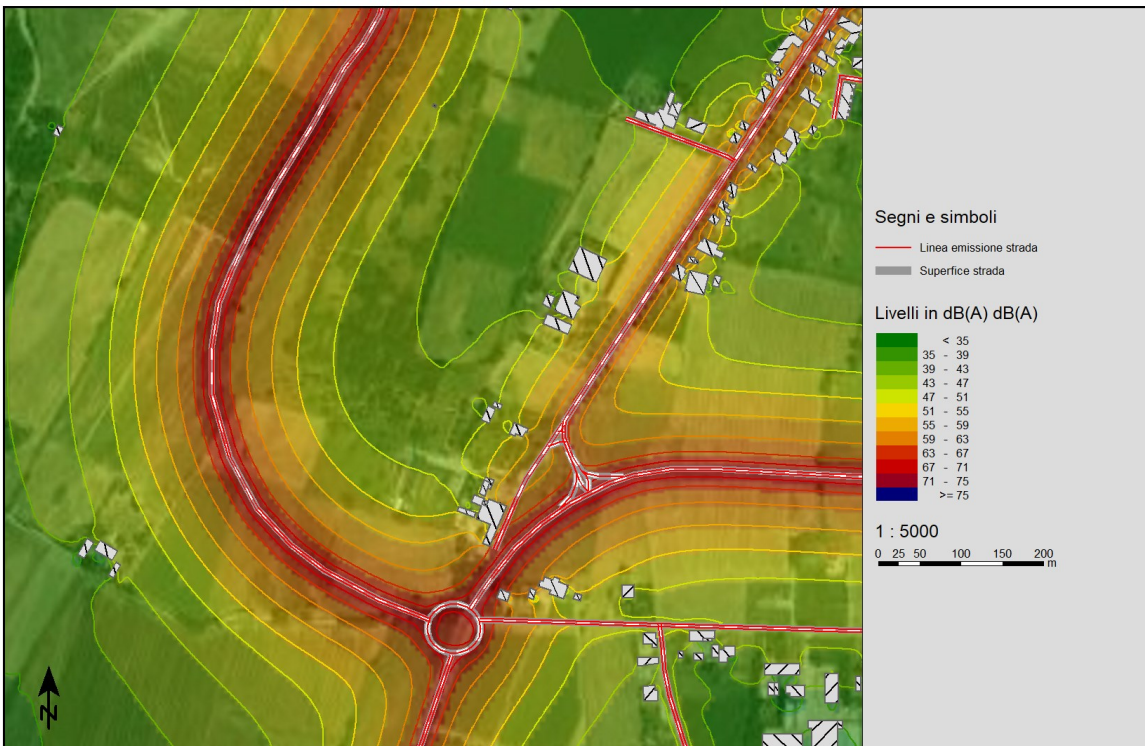 Segni e simboli
Linea emissione strada
Superfice strada
Livelli in dB(A) dB(A)
< 35
35 - 39
39 - 43
43 - 47
47 - 51
51 - 55
55 - 59
59 - 63
63 - 67
67 - 71
71 - 75
>= 75
1 : 5000
0 25 50 100 150 200
m
N